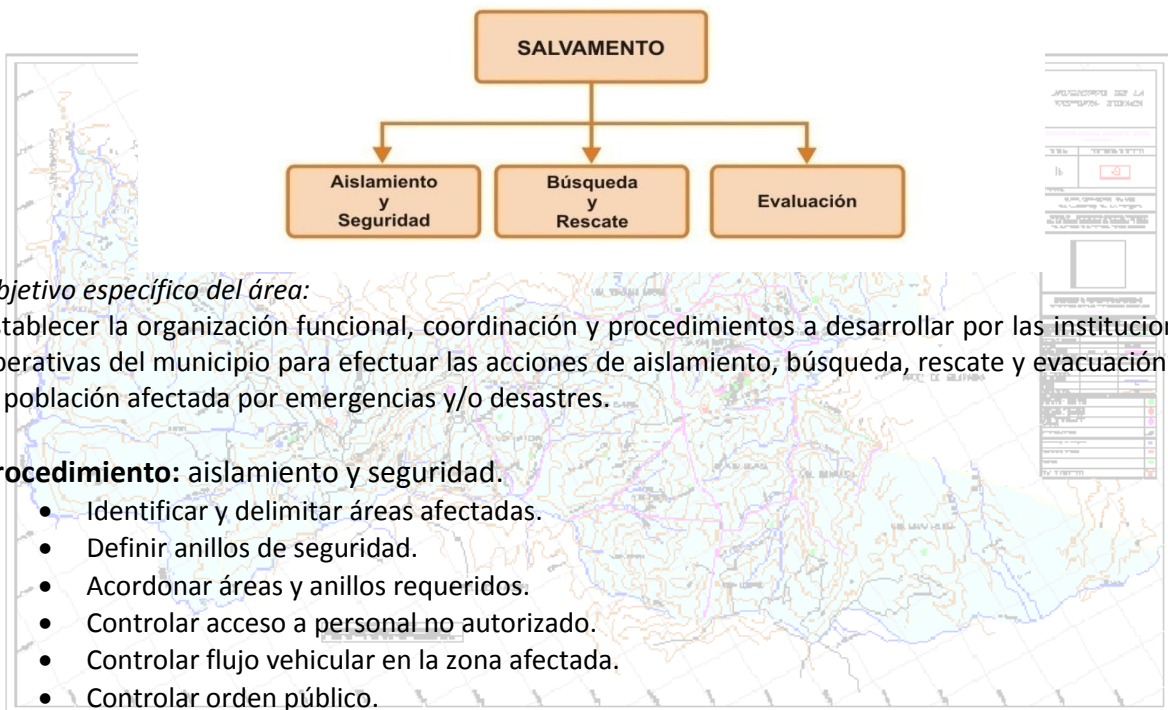 SALVAMENTO
Aislamiento
y
Seguridad
Búsqueda
y
Rescate
Evaluación
bjetivo específico del área:
stablecer la organización funcional, coordinación y procedimientos a desarrollar por las institucion
perativas del municipio para efectuar las acciones de aislamiento, búsqueda, rescate y evacuación
población afectada por emergencias y/o desastres.
rocedimiento: aislamiento y seguridad.
• Identificar y delimitar áreas afectadas.
• Definir anillos de seguridad.
• Acordonar áreas y anillos requeridos.
• Controlar acceso a personal no autorizado.
• Controlar flujo vehicular en la zona afectada.
• Controlar orden público.